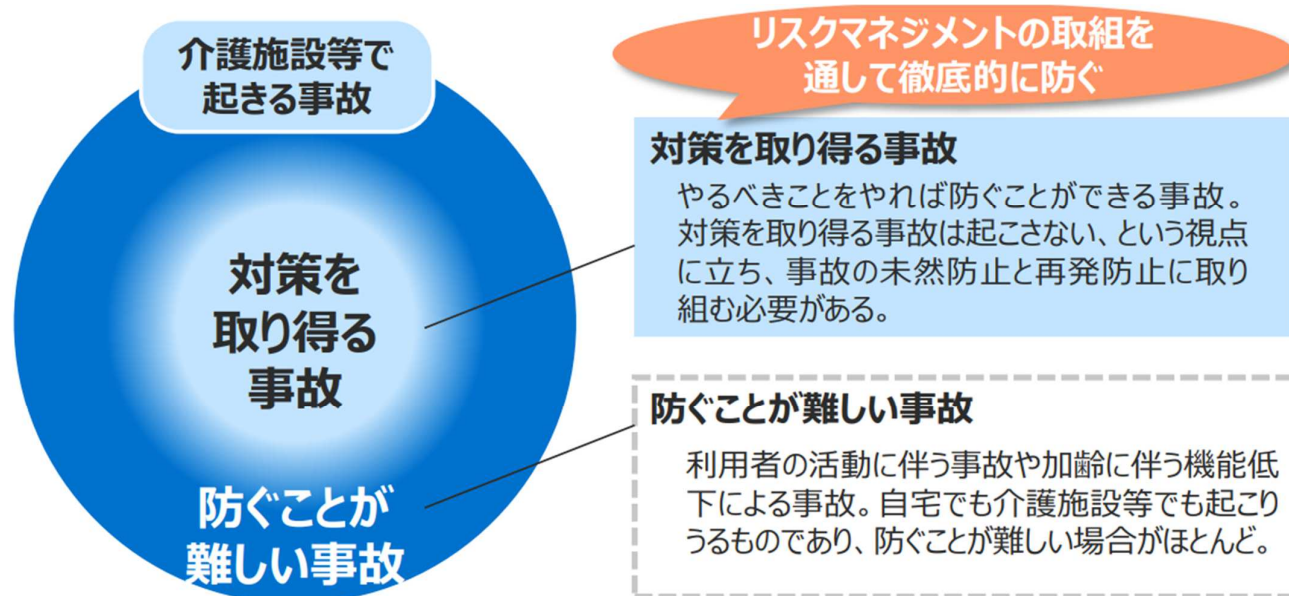 介護施設等で
起きる事故
対策を
取り得る
事故
防ぐことが
難しい事故
リスクマネジメントの取組を
通して徹底的に防ぐ
対策を取り得る事故
やるべきことをやれば防ぐことができる事故。
対策を取り得る事故は起こさない、という視点
に立ち、事故の未然防止と再発防止に取り
組む必要がある。
防ぐことが難しい事故
利用者の活動に伴う事故や加齢に伴う機能低
下による事故。自宅でも介護施設等でも起こり
うるものであり、防ぐことが難しい場合がほとんど。